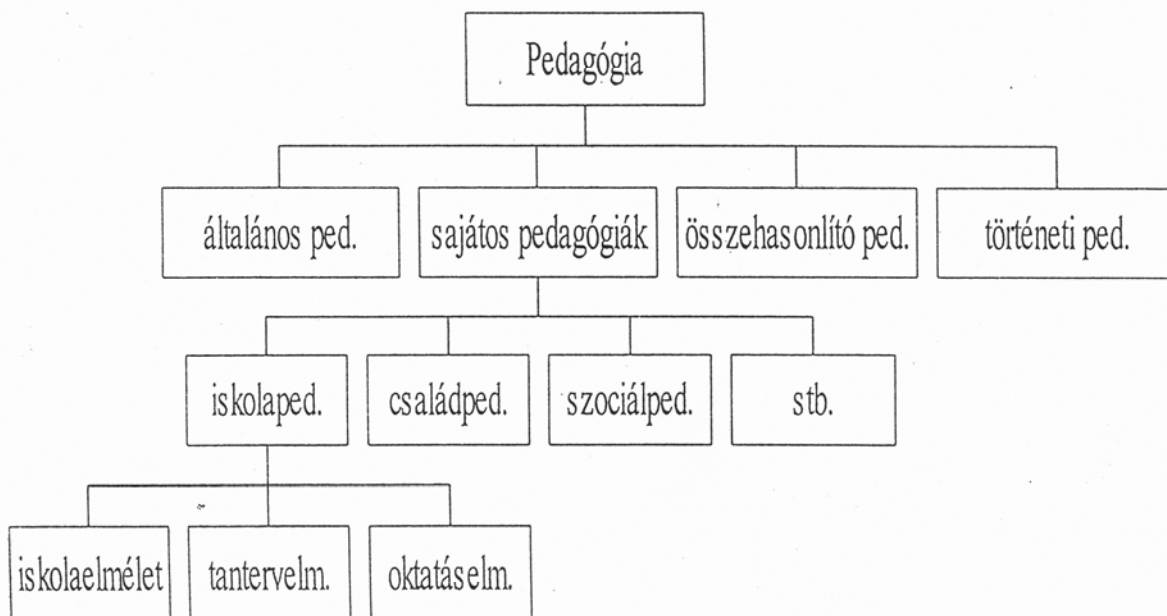 Pedagógia
általános ped.
sajátos pedagógiák
összehasonlító ped.
történeti ped.
iskolaped.
családped.
szociálped.
stb.
iskolaelmélet
tantervelm.
oktatáselm.